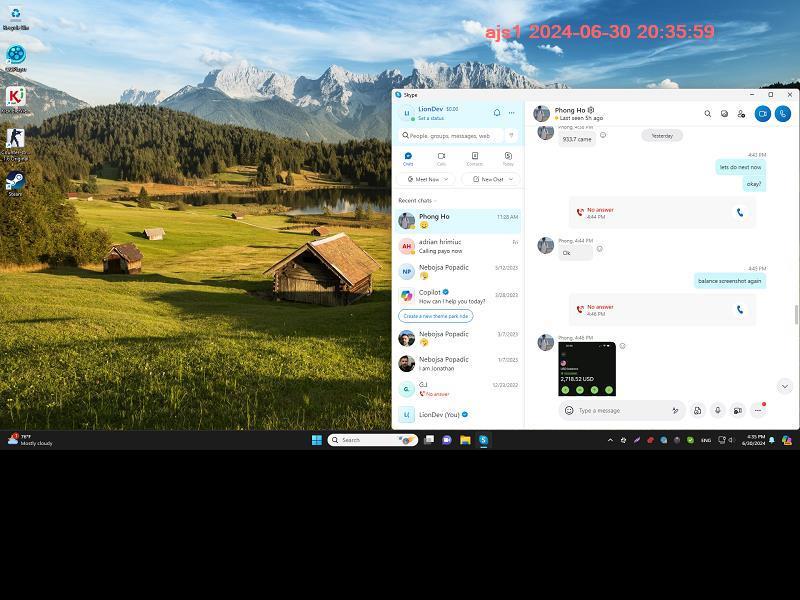 ajs1 2024-06-30 20:35:59
Recycle Bin
Steam
Skype
LionDev $0.00
Set a status
People, groups, messages, web
Chats
Calls
Contacts
Today
Meet Now
New Chat
Recent chats
Phong Ho
11:28 AM
AH
adrian hrimiuc
Fri
Calling payo now
NP
Nebojsa Popadic
5/12/2023
Copilot
3/28/2023
How can I help you today?
Create a new theme park ride
Nebojsa Popadic
3/7/2023
Nebojsa Popadic
1/7/2023
I am Jonathan
G.
GJ
12/23/2022
No answer
L(
LionDev (You)
Phong Ho
Last seen 5h ago
933.7 came
Yesterday
4:43 PM
lets do next now
okay?
No answer
4:44 PM
Phong, 4:44 PM
Ok
4:45 PM
balance screenshot again
No answer
4:46 PM
Phong, 4:48 PM
2,718.52 USD
Type a message
76°F
Mostly cloudy
Search
ENG
4:35 PM
6/30/2024